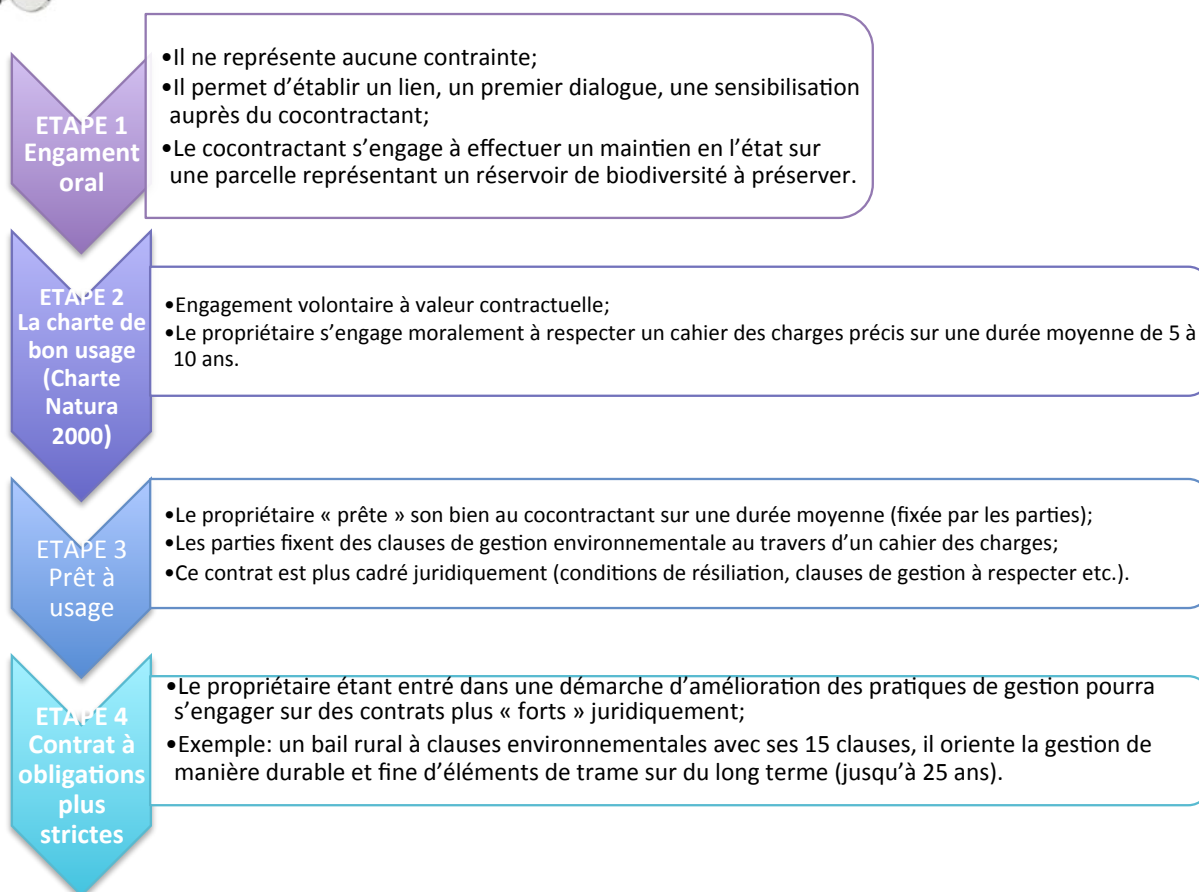 ETAPE 1
Engament
oral
•Il ne représente aucune contrainte;
•Il permet d’établir un lien, un premier dialogue, une sensibilisation
auprès du cocontractant;
•Le cocontractant s’engage à effectuer un maintien en l’état sur
une parcelle représentant un réservoir de biodiversité à préserver.
ETAPE 2
La charte de
bon usage
(Charte
Natura
2000)
•Engagement volontaire à valeur contractuelle;
•Le propriétaire s’engage moralement à respecter un cahier des charges précis sur une durée moyenne de 5 à
10 ans.
ETAPE 3
Prêt à
usage
•Le propriétaire « prête » son bien au cocontractant sur une durée moyenne (fixée par les parties);
•Les parties fixent des clauses de gestion environnementale au travers d’un cahier des charges;
•Ce contrat est plus cadré juridiquement (conditions de résiliation, clauses de gestion à respecter etc.).
ETAPE 4
Contrat à
obligations
plus
strictes
•Le propriétaire étant entré dans une démarche d’amélioration des pratiques de gestion pourra
s’engager sur des contrats plus « forts » juridiquement;
•Exemple: un bail rural à clauses environnementales avec ses 15 clauses, il oriente la gestion de
manière durable et fine d’éléments de trame sur du long terme (jusqu’à 25 ans).